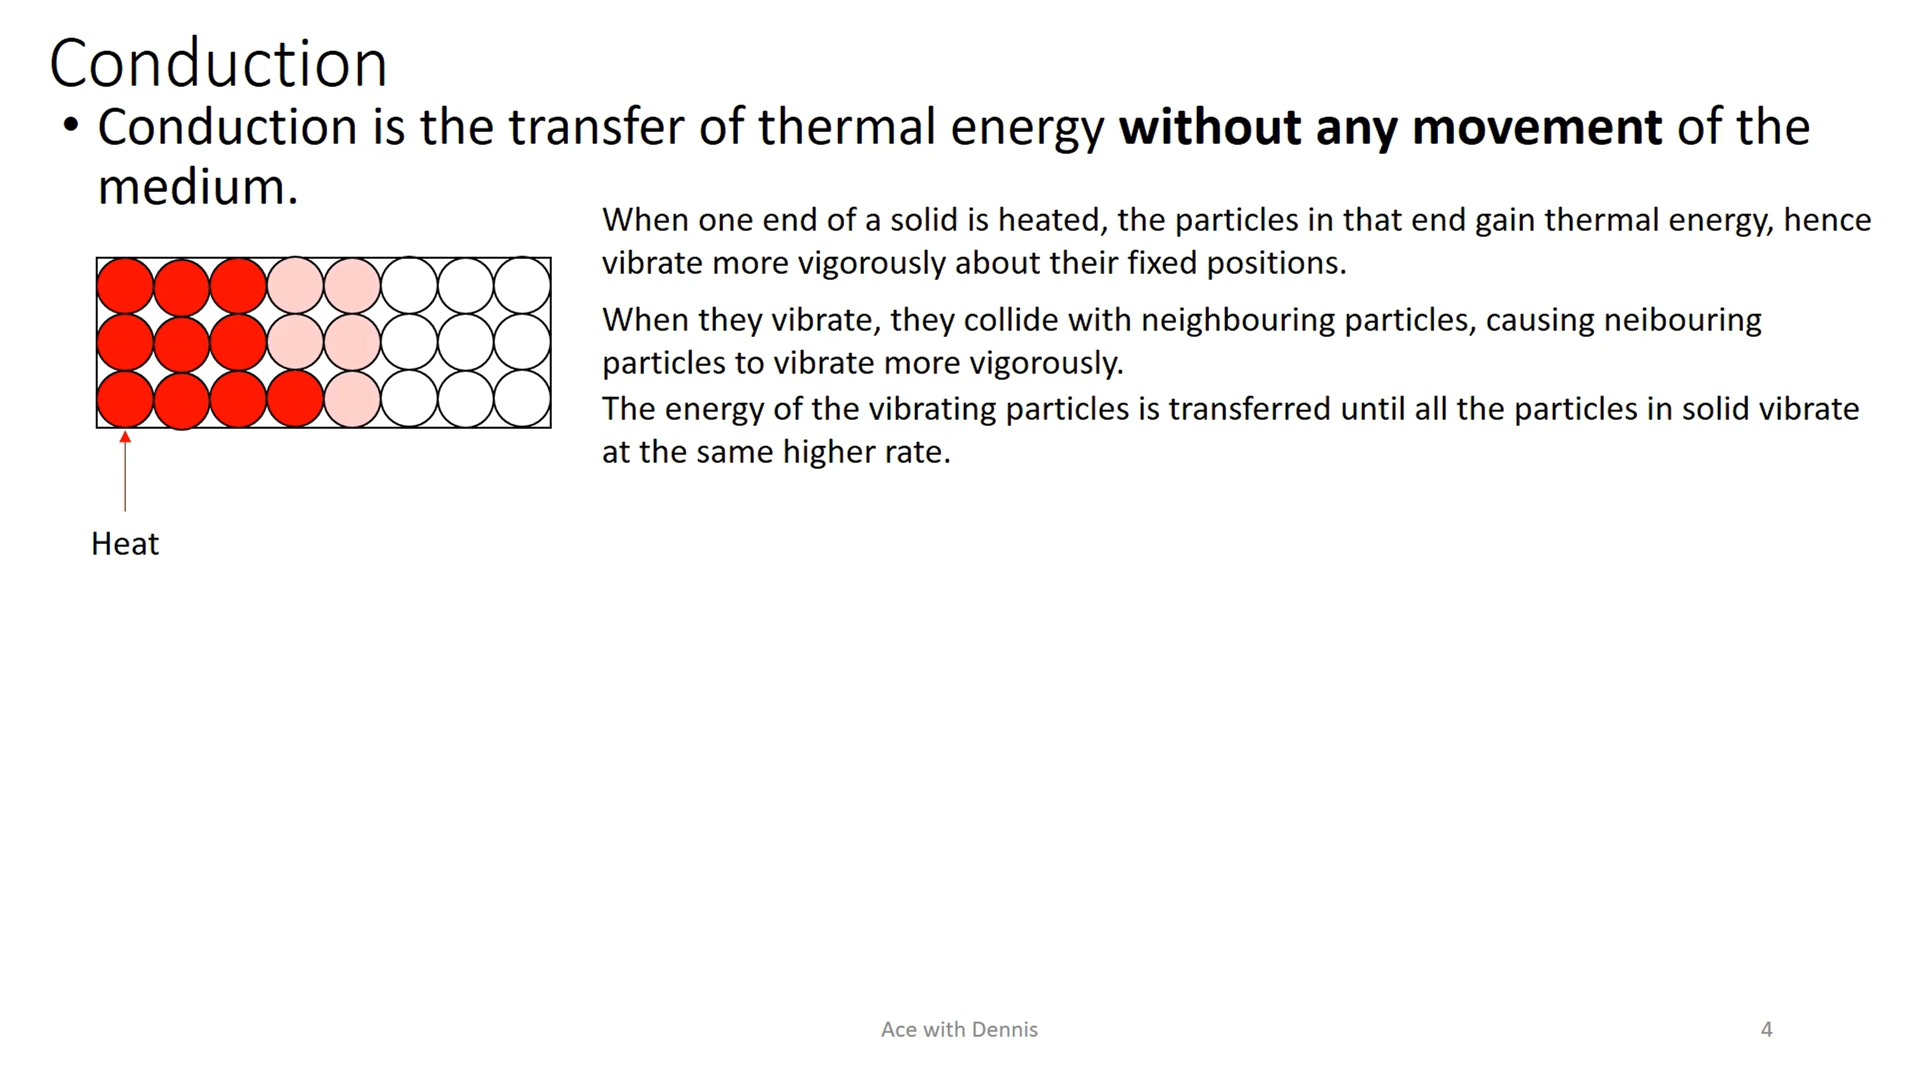 Conduction
• Conduction is the transfer of thermal energy without any movement of the
medium.
When one end of a solid is heated, the particles in that end gain thermal energy, hence
vibrate more vigorously about their fixed positions.
When they vibrate, they collide with neighbouring particles, causing neibouring
particles to vibrate more vigorously.
The energy of the vibrating particles is transferred until all the particles in solid vibrate
at the same higher rate.
Heat
Ace with Dennis
4